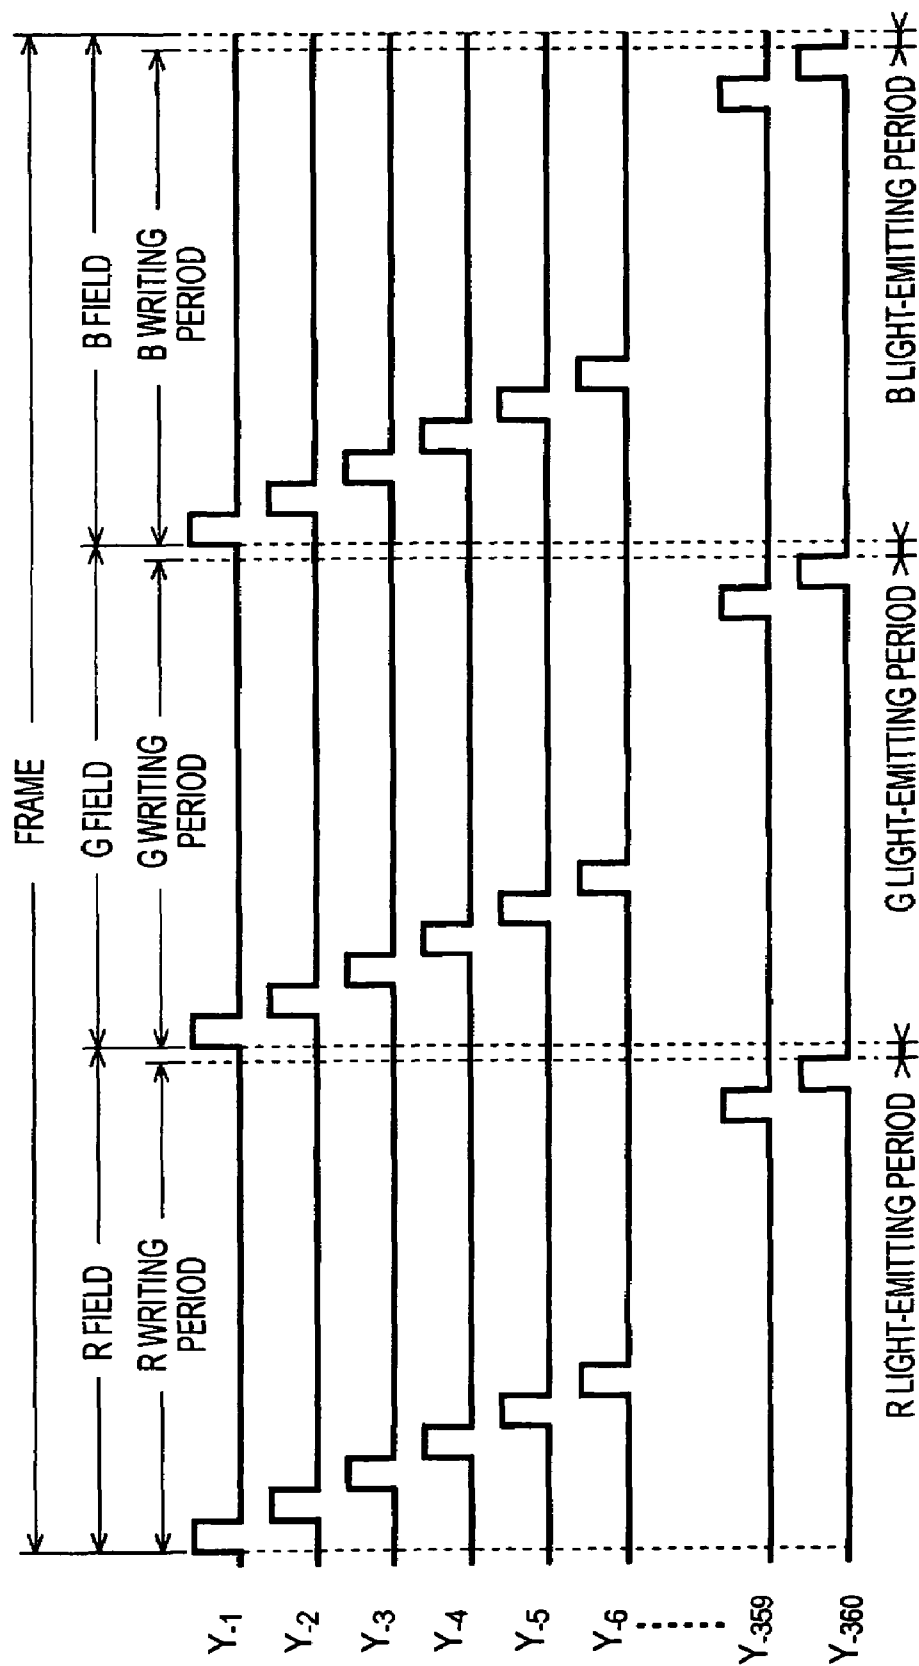 FRAME
R FIELD
G FIELD
B FIELD
R WRITING
PERIOD
G WRITING
PERIOD
B WRITING
PERIOD
Y-1
Y-2
Y-3
Y-4
Y-5
Y-6
Y-359
Y-360
R LIGHT-EMITTING PERIOD
G LIGHT-EMITTING PERIOD
B LIGHT-EMITTING PERIOD